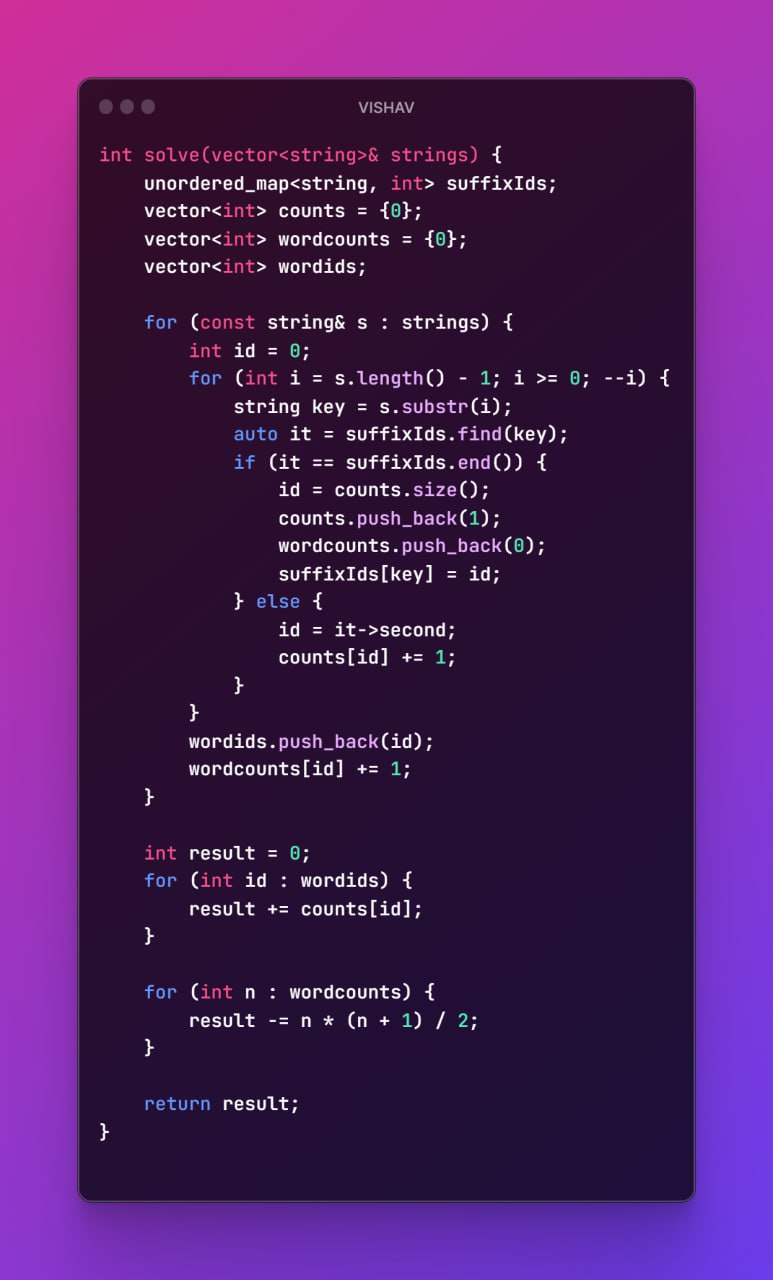 VISHAV
int solve(vector<string>& strings) {
    unordered_map<string, int> suffixIds;
    vector<int> counts = {0};
    vector<int> wordcounts = {0};
    vector<int> wordids;

    for (const string& s : strings) {
        int id = 0;
        for (int i = s.length() - 1; i >= 0; --i) {
            string key = s.substr(i);
            auto it = suffixIds.find(key);
            if (it == suffixIds.end()) {
                id = counts.size();
                counts.push_back(1);
                wordcounts.push_back(0);
                suffixIds[key] = id;
            } else {
                id = it->second;
                counts[id] += 1;
            }
        }
        wordids.push_back(id);
        wordcounts[id] += 1;
    }

    int result = 0;
    for (int id : wordids) {
        result += counts[id];
    }

    for (int n : wordcounts) {
        result -= n * (n + 1) / 2;
    }

    return result;
}